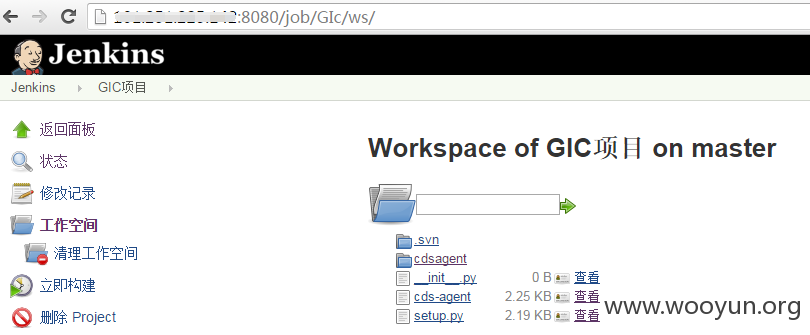 :8080/job/GIc/ws/
Jenkins
Jenkins GIC项目
返回面板
状态
修改记录
工作空间
清理工作空间
立即构建
删除 Project
Workspace of GIC项目 on master
.svn
cdsagent
__init__.py 0 B 查看
cds-agent 2.25 KB 查看
setup.py 2.19 KB 查看
www.wooyun.org